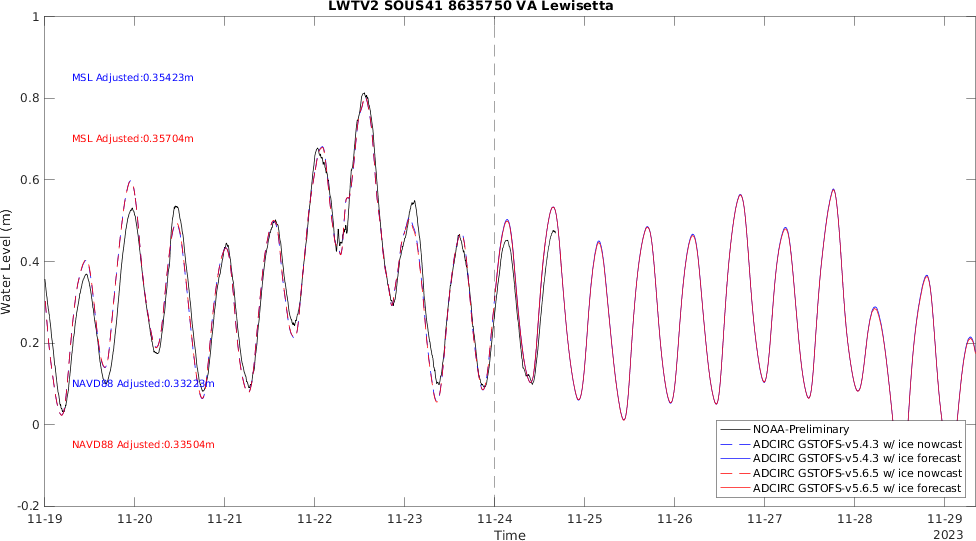 LWTV2 SOUS41 8635750 VA Lewisetta
1
0.8
0.6
0.4
0.2
0
-0.2
Water Level (m)
MSL Adjusted:0.35423m
MSL Adjusted:0.35704m
NAVD88 Adjusted:0.33223m
NAVD88 Adjusted:0.33504m
NOAA-Preliminary
ADCIRC GSTOFS-v5.4.3 w/ ice nowcast
ADCIRC GSTOFS-v5.4.3 w/ ice forecast
ADCIRC GSTOFS-v5.6.5 w/ ice nowcast
ADCIRC GSTOFS-v5.6.5 w/ ice forecast
11-19 11-20 11-21 11-22 11-23 11-24 11-25 11-26 11-27 11-28 11-29
2023
Time